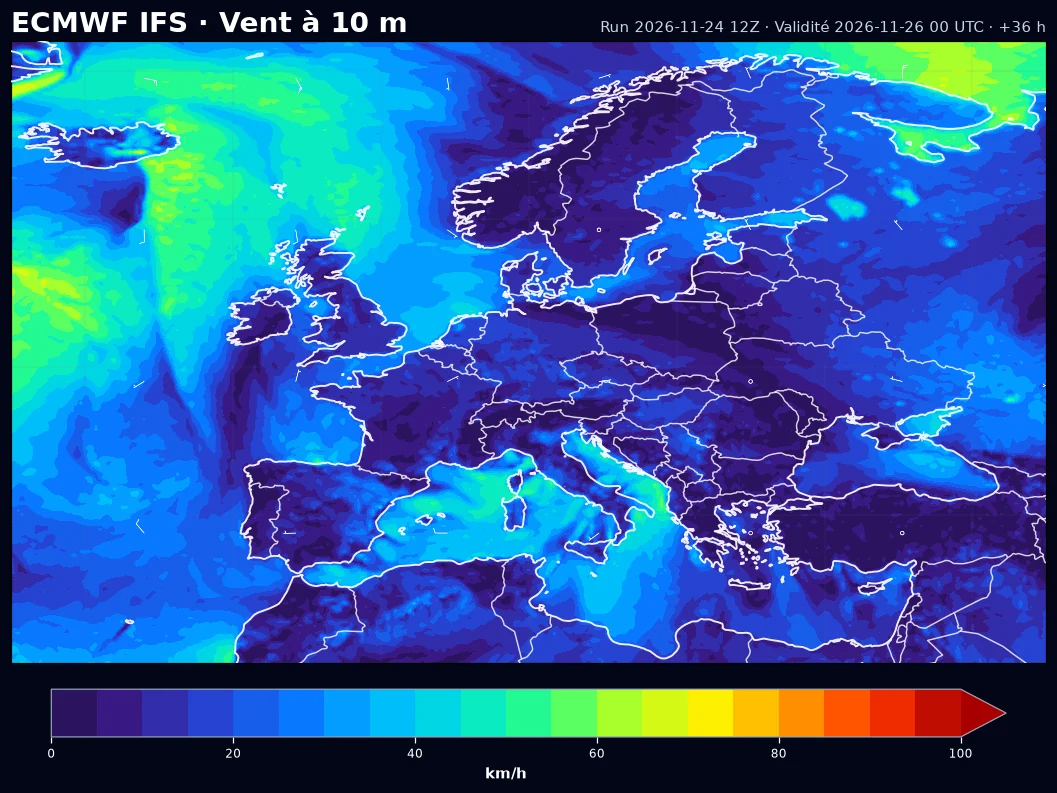 ECMWF IFS · Vent à 10 m
Run 2026-11-24 12Z · Validité 2026-11-26 00 UTC · +36 h
0 20 40 60 80 100
km/h